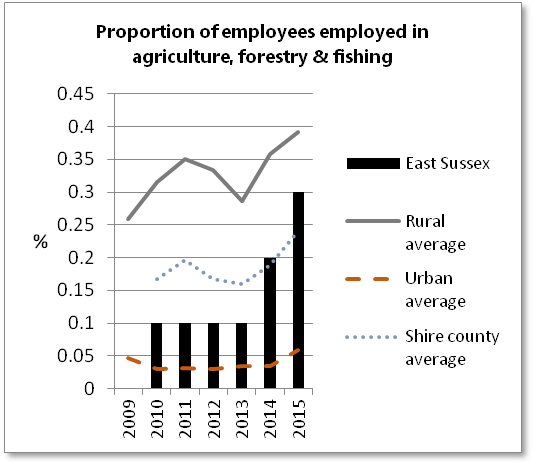 Proportion of employees employed in
agriculture, forestry & fishing
0.45
0.4
0.35
0.3
0.25
0.2
0.15
0.1
0.05
0
%
2009
2010
2011
2012
2013
2014
2015
East Sussex
Rural
average
Urban
average
Shire county
average